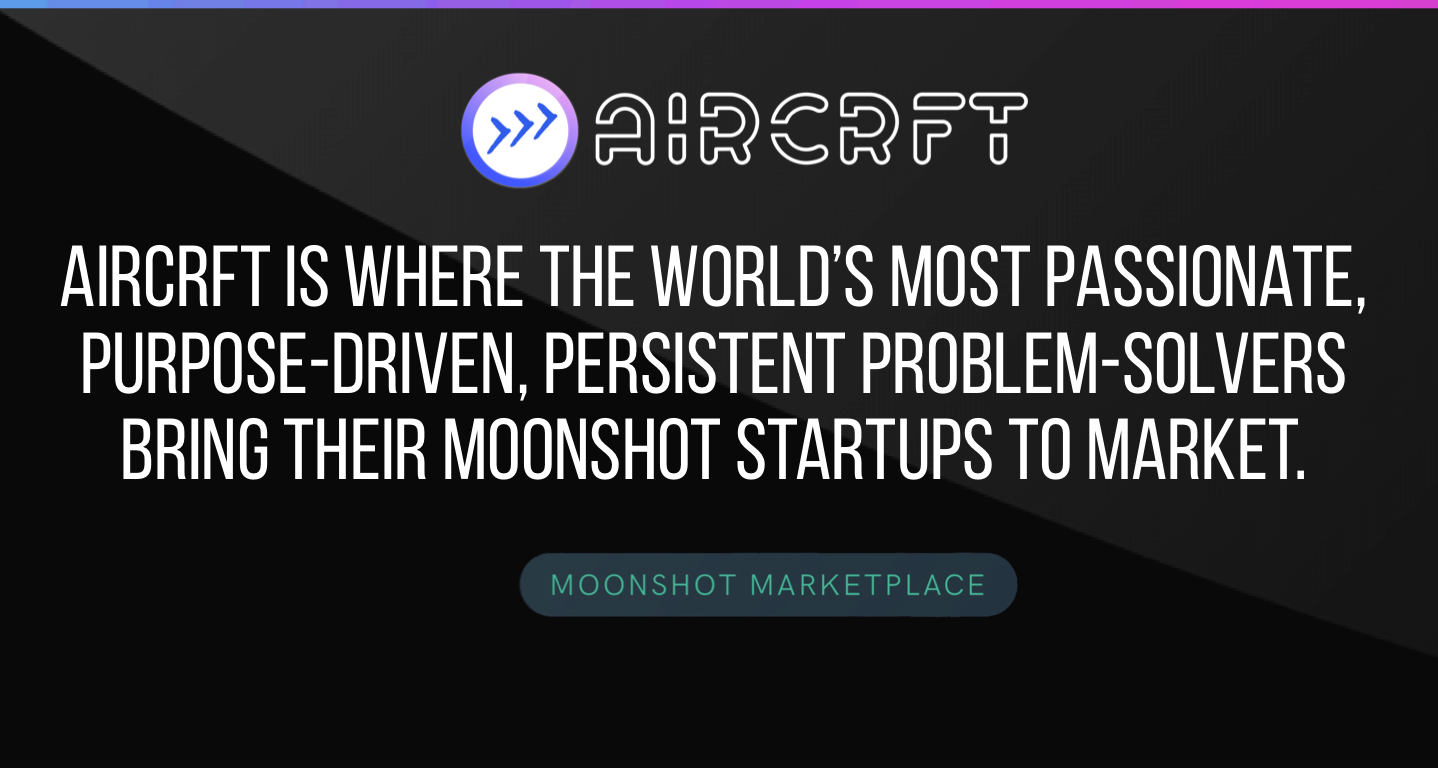 AIRCRFT
AIRCRFT IS WHERE THE WORLD’S MOST PASSIONATE,
PURPOSE-DRIVEN, PERSISTENT PROBLEM-SOLVERS
BRING THEIR MOONSHOT STARTUPS TO MARKET.
MOONSHOT MARKETPLACE